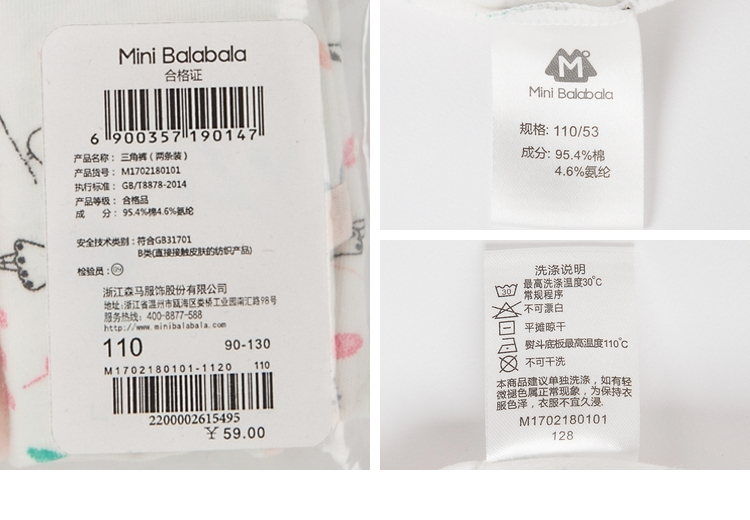 Mini Balabala
合格证
6 900357 190147
产品名称： 三角裤（两条装）
产品货号： M1702180101
执行标准： GB/T8878-2014
产品等级： 合格品
成 分： 95.4%棉4.6%氨纶
安全技术类别：符合GB31701
B类(直接接触皮肤的纺织产品)
检验员：
浙江森马服饰股份有限公司
地址:浙江省温州市瓯海区娄桥工业园南汇路98号
服务热线: 400-8877-588
http://www.minibalabala.com
110 90-130
M1702180101-1120 110
2200002615495
￥59.00
M
Mini Balabala
规格: 110/53
成分: 95.4%棉
4.6%氨纶
洗涤说明
30 最高洗涤温度30℃
常规程序
不可漂白
平摊晾干
熨斗底板最高温度110℃
不可干洗
本商品建议单独洗涤，如有轻
微褪色属正常现象，为保持衣
服色泽，衣服不宜久浸.
M1702180101
128